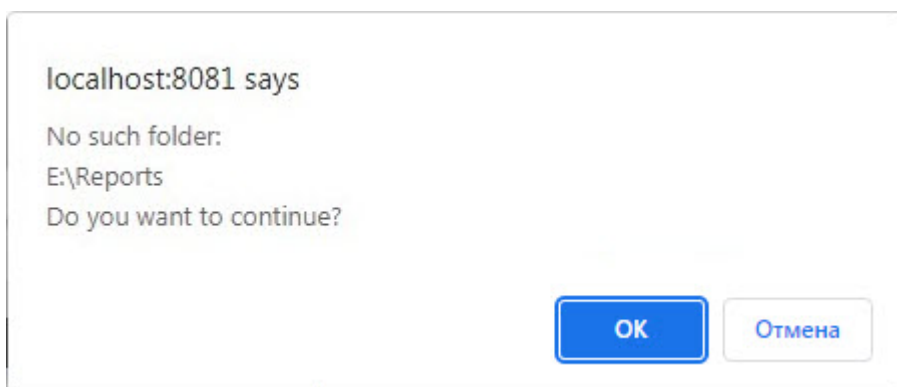 localhost:8081 says
No such folder:
E:\Reports
Do you want to continue?
OK
Отмена